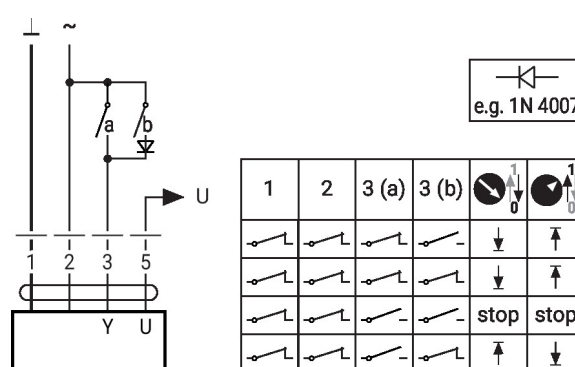 ⊥ ~
a b
U
1 2 3 5
Y U
e.g. 1N 4007
1 2 3 (a) 3 (b) 1 0 1 0
stop stop